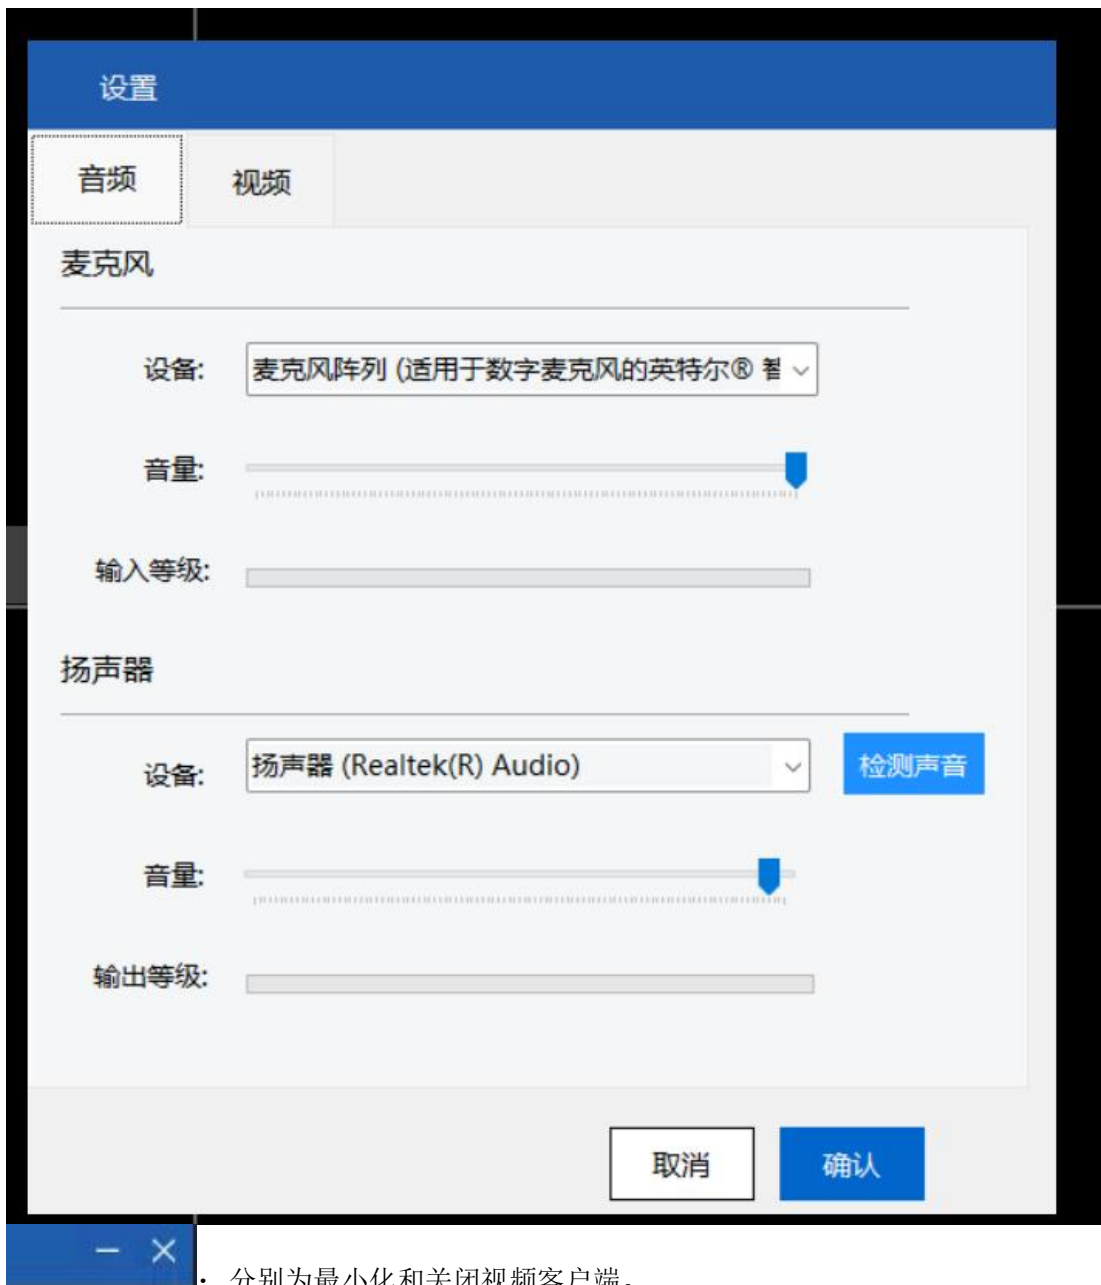 设置
音频 视频
麦克风
设备: 麦克风阵列 (适用于数字麦克风的英特尔® 智
音量:
输入等级:
扬声器
设备: 扬声器 (Realtek(R) Audio) 检测声音
音量:
输出等级:
取消 确认
: 分别为最小化和关闭视频客户端。